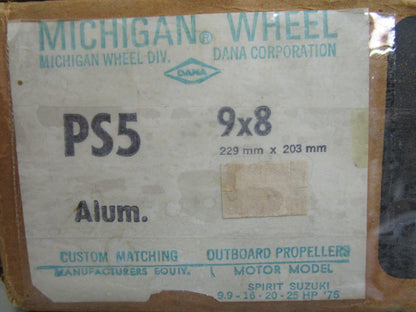 MICHIGAN® WHEEL
MICHIGAN WHEEL DIV. DANA CORPORATION
DANA
PS5 9x8
229 mm x 203 mm
Alum.
CUSTOM MATCHING OUTBOARD PROPELLERS
MANUFACTURERS EQUIV. MOTOR MODEL
SPIRIT SUZUKI
9.9-16-20-25 HP '76